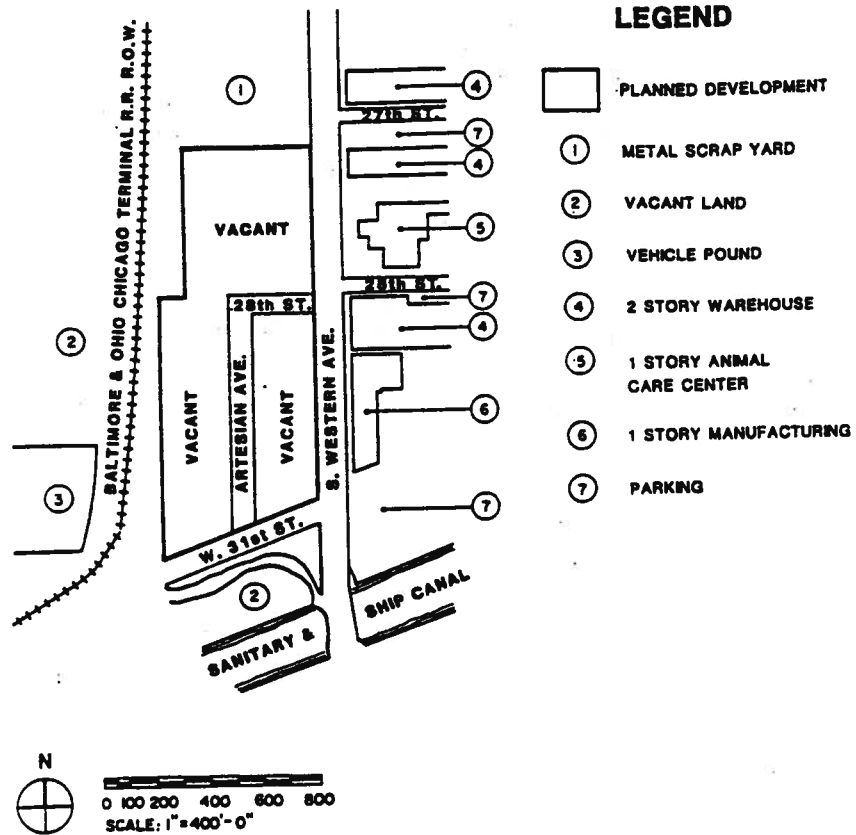 LEGEND
PLANNED DEVELOPMENT
1 METAL SCRAP YARD
2 VACANT LAND
3 VEHICLE POUND
4 2 STORY WAREHOUSE
5 1 STORY ANIMAL
CARE CENTER
6 1 STORY MANUFACTURING
7 PARKING
BALTIMORE & OHIO CHICAGO TERMINAL R.R. R.O.W.
1
4
27th ST.
7
4
VACANT
5
28th ST.
7
28th ST.
4
2
VACANT
ARTESIAN AVE.
VACANT
S. WESTERN AVE.
6
3
7
W. 31st ST.
2
SANITARY &
SHIP CANAL
N
0 100 200 400 600 800
SCALE: 1"=400'-0"